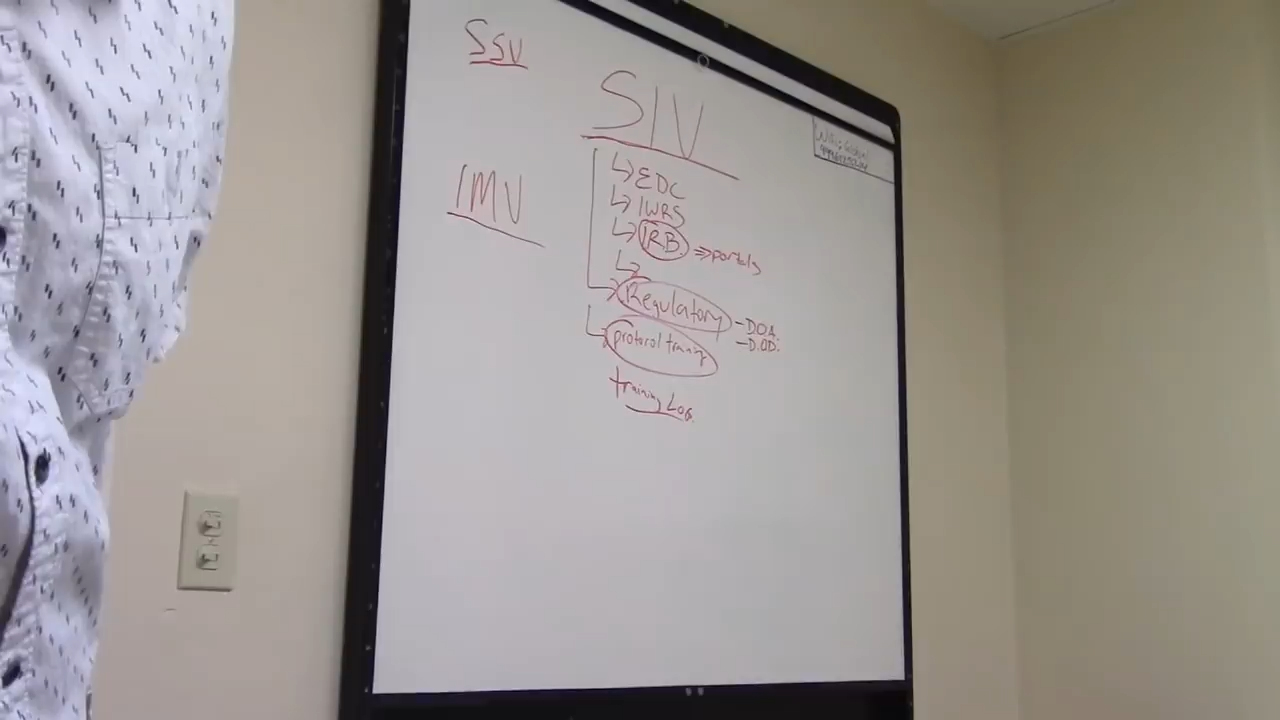 SSV
SIV
IMV
↳ EDC
↳ IWRS
↳ IRB ⇒ portals
↳
↳ Regulatory - DOA.
- D.OD.
↳ protocol training
training Log.